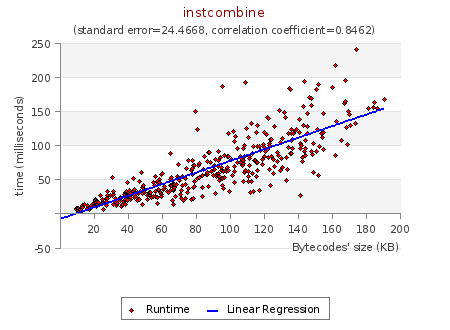 instcombine
(standard error=24.4668, correlation coefficient=0.8462)
250
200
150
100
50
-50
time (milliseconds)
20 40 60 80 100 120 140 160 180 200
Bytecodes' size (KB)
Runtime Linear Regression